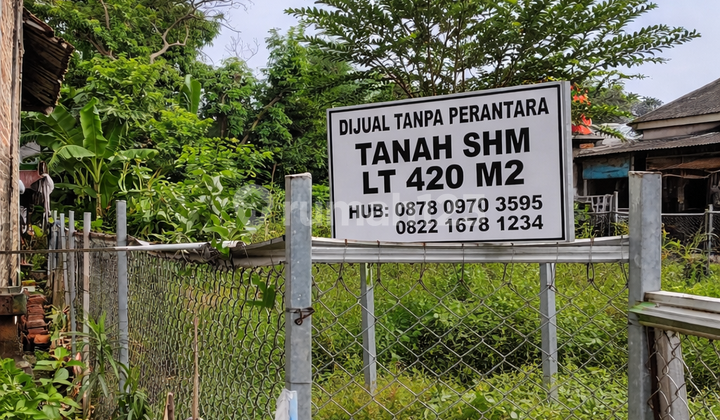 DIJUAL TANPA PERANTARA
TANAH SHM
LT 420 M2
HUB: 0878 0970 3595
0822 1678 1234